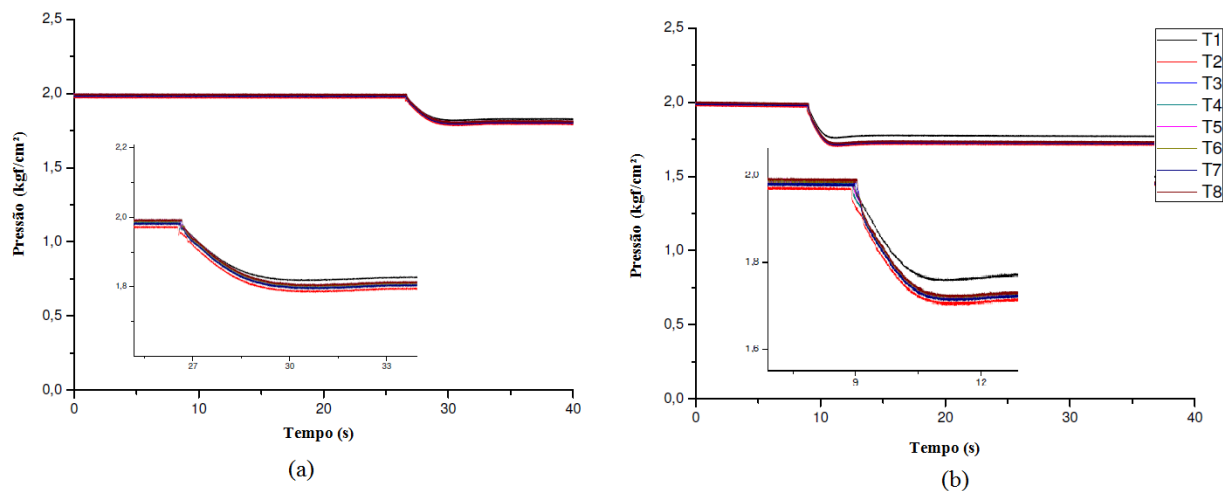 2,5
2,0
1,5
1,0
0,5
0,0
Pressão (kgf/cm²)
2,2
2,0
1,8
27
30
33
0
10
20
30
40
Tempo (s)
(a)
2,5
2,0
1,5
1,0
0,5
0,0
Pressão (kgf/cm²)
2,0
1,8
1,6
9
12
0
10
20
30
40
Tempo (s)
(b)
T1
T2
T3
T4
T5
T6
T7
T8